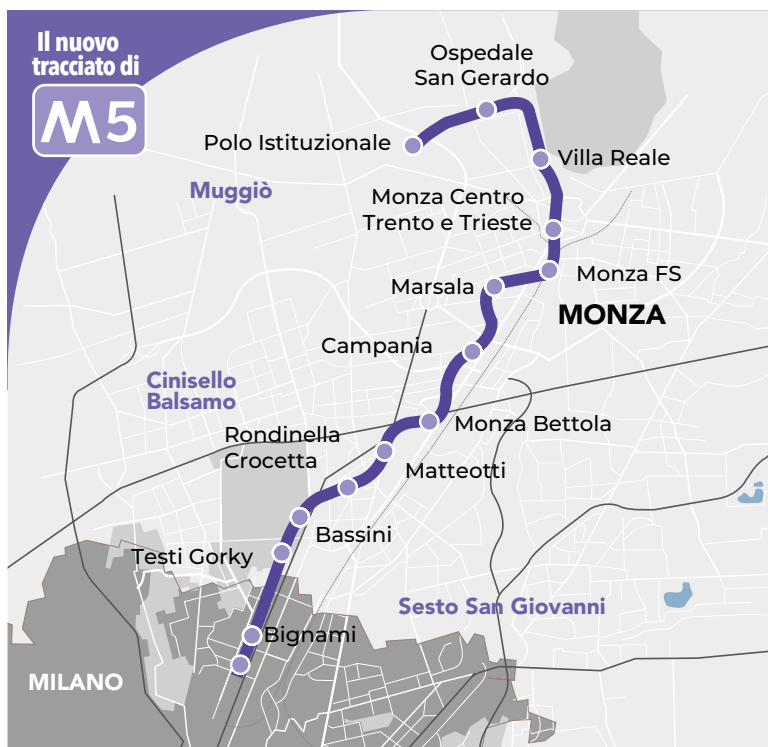 Il nuovo
tracciato di
M5
Ospedale
San Gerardo
Polo Istituzionale
Villa Reale
Muggiò
Monza Centro
Trento e Trieste
Marsala
Monza FS
MONZA
Campania
Cinisello
Balsamo
Monza Bettola
Rondinella
Crocetta
Matteotti
Bassini
Testi Gorky
Sesto San Giovanni
Bignami
MILANO